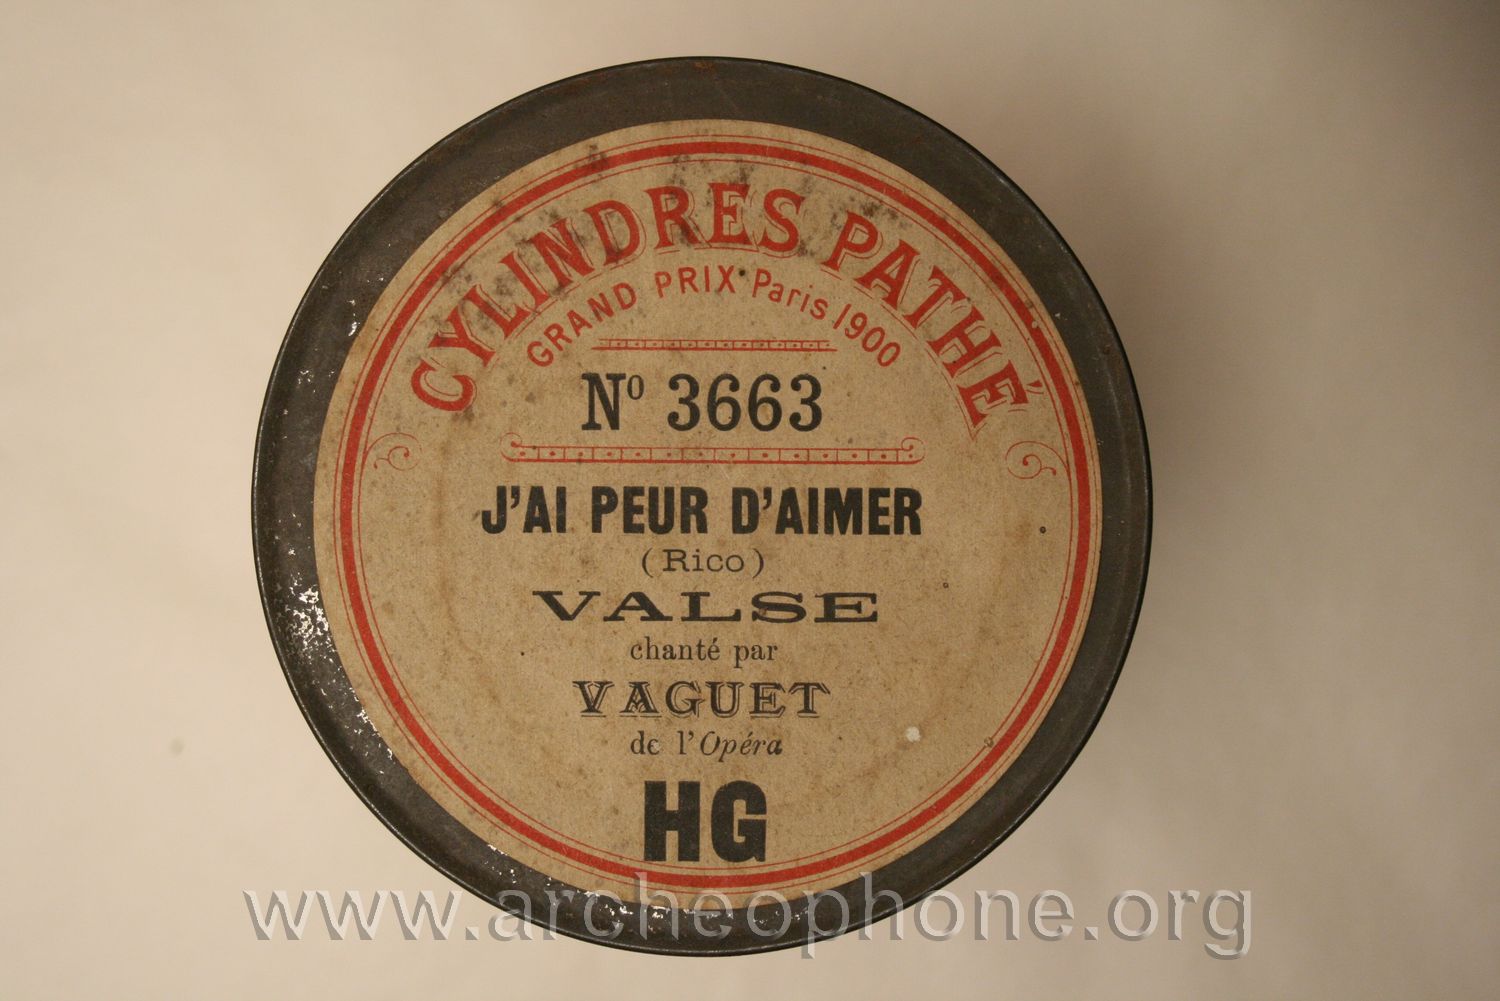 CYLINDRES PATHÉ
GRAND PRIX Paris 1900
Nº 3663
J'AI PEUR D'AIMER
(Rico)
VALSE
chanté par
VAGUET
de l'Opéra
HG
www.archeophone.org